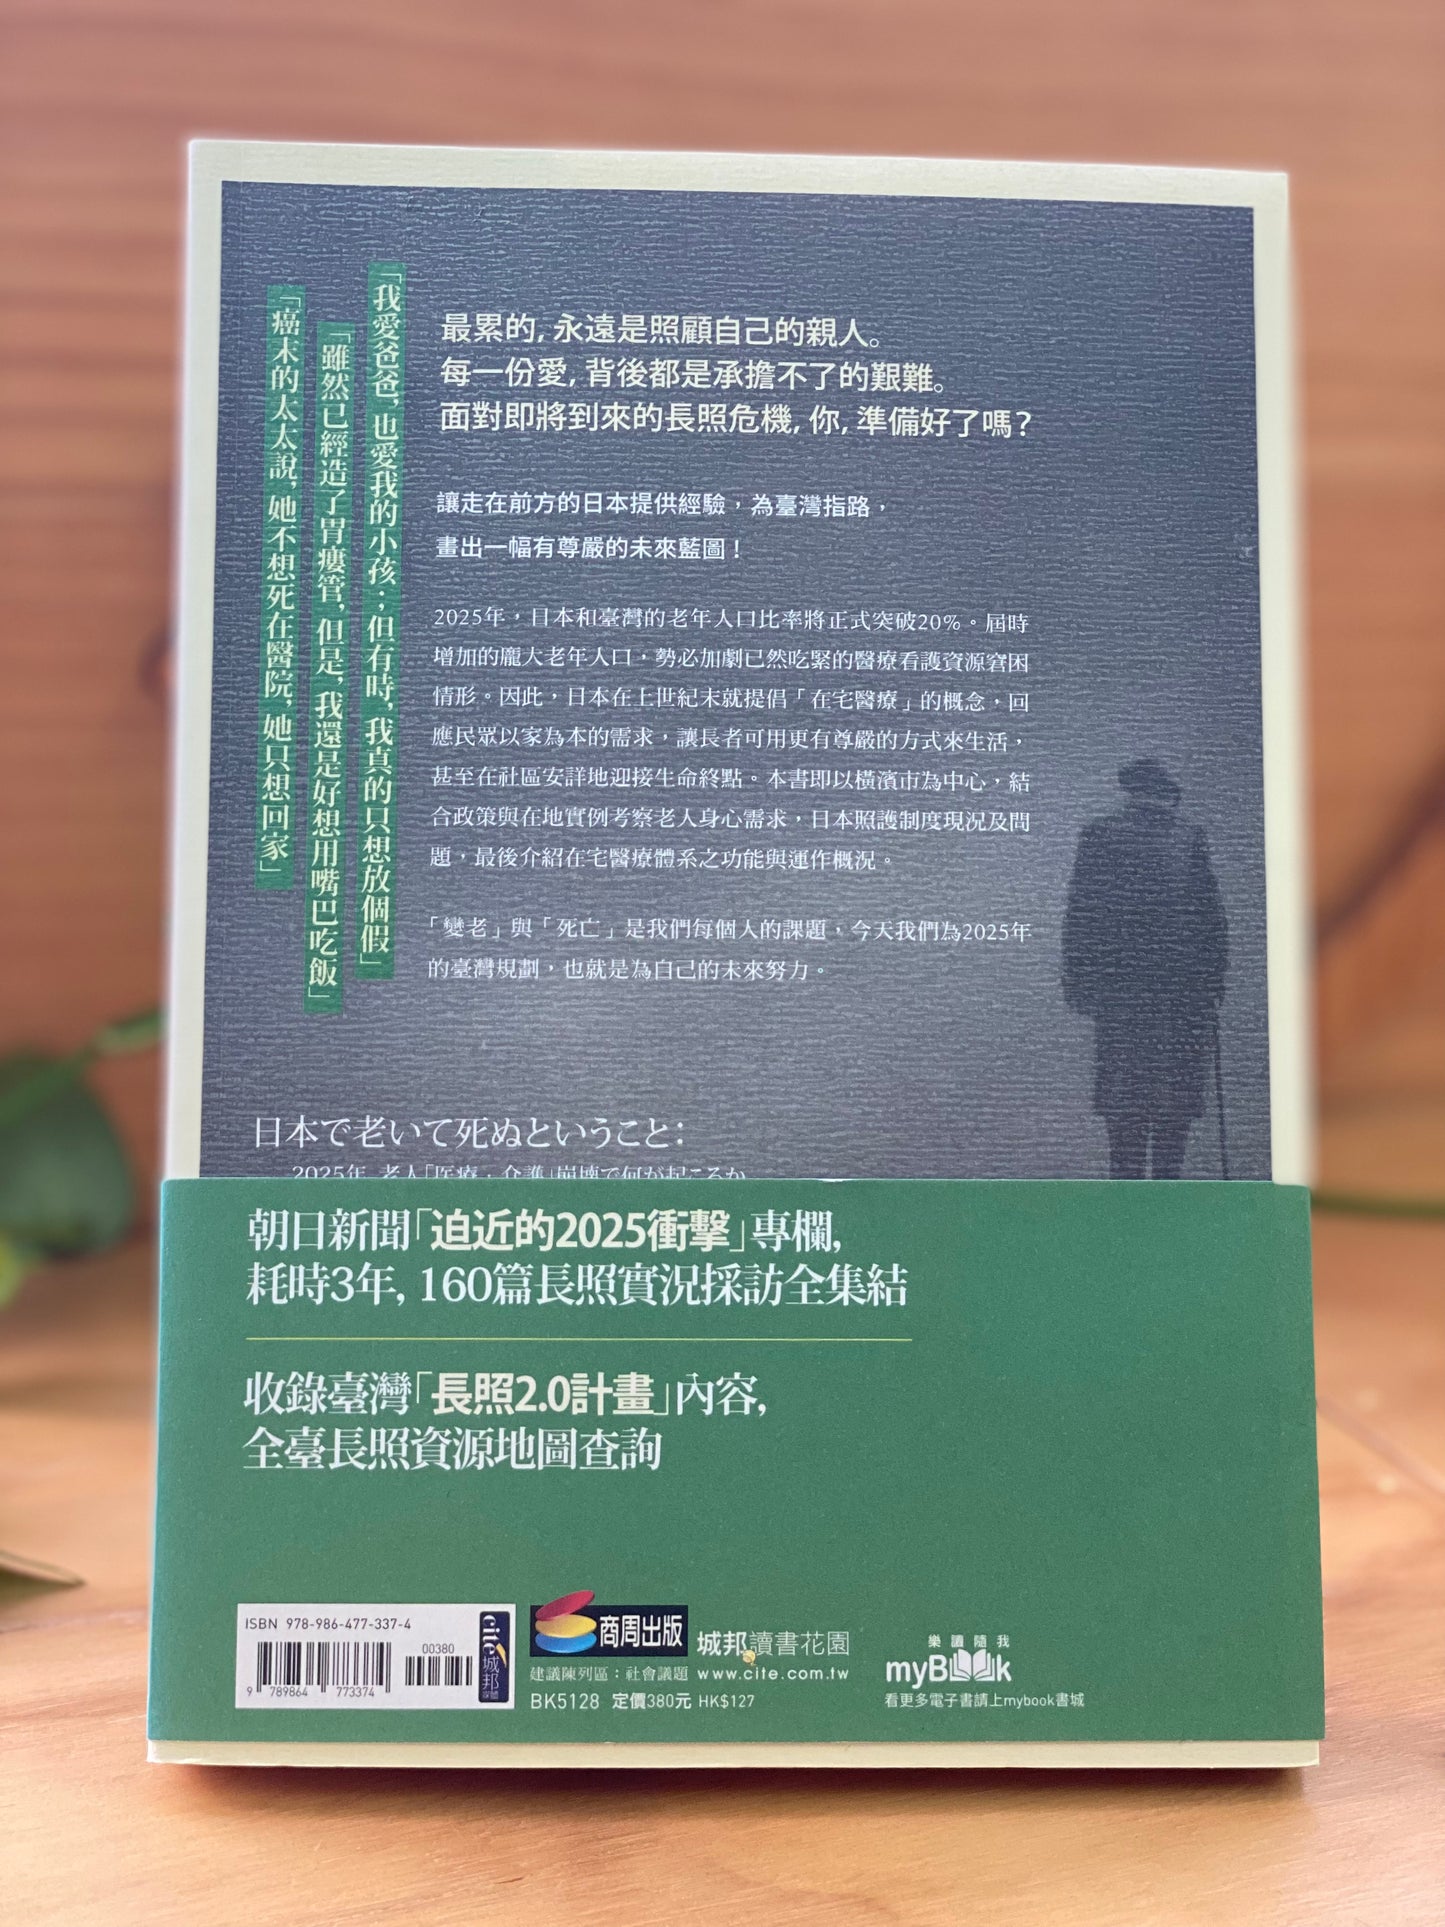 「我愛爸爸，也愛我的小孩；但有時，我真的只想放個假」
「雖然已經造了胃瘻管，但是，我還是好想用嘴巴吃飯」
「癌末的太太說，她不想死在醫院，她只想回家」
最累的，永遠是照顧自己的親人。
每一份愛，背後都是承擔不了的艱難。
面對即將到來的長照危機，你，準備好了嗎？
讓走在前方的日本提供經驗，為臺灣指路，
畫出一幅有尊嚴的未來藍圖！
2025年，日本和臺灣的老年人口比率將正式突破20%。屆時
增加的龐大老年人口，勢必加劇已然吃緊的醫療看護資源窘困
情形。因此，日本在上世紀末就提倡「在宅醫療」的概念，回
應民眾以家為本的需求，讓長者可用更有尊嚴的方式來生活，
甚至在社區安詳地迎接生命終點。本書即以橫濱市為中心，結
合政策與在地實例考察老人身心需求，日本照護制度現況及問
題，最後介紹在宅醫療體系之功能與運作概況。
「變老」與「死亡」是我們每個人的課題，今天我們為2025年
的臺灣規劃，也就是為自己的未來努力。
日本で老いて死ぬということ：
2025年、老人「医療・介護」崩壊で何が起こるか
朝日新聞「迫近的2025衝擊」專欄，
耗時3年，160篇長照實況採訪全集結
收錄臺灣「長照2.0計畫」內容，
全臺長照資源地圖查詢
ISBN 978-986-477-337-4
00380
9 789864 773374
cité城邦
商周出版
建議陳列區：社會議題
BK5128 定價380元 HK$127
城邦讀書花園
www.cite.com.tw
樂讀隨我
myBook
看更多電子書請上mybook書城